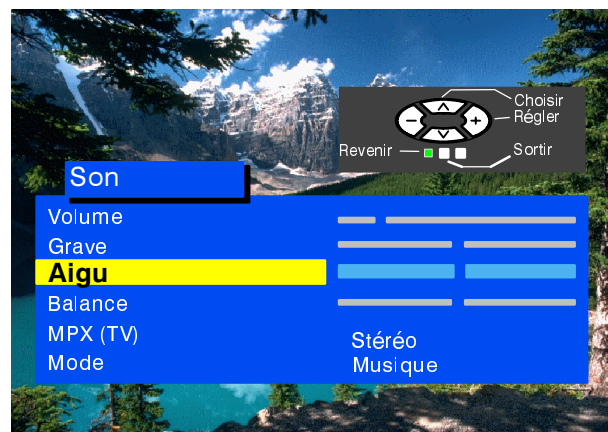 Choisir
Régler
Revenir
Sortir
Son
Volume
Grave
Aigu
Balance
MPX (TV)
Stéréo
Mode
Musique